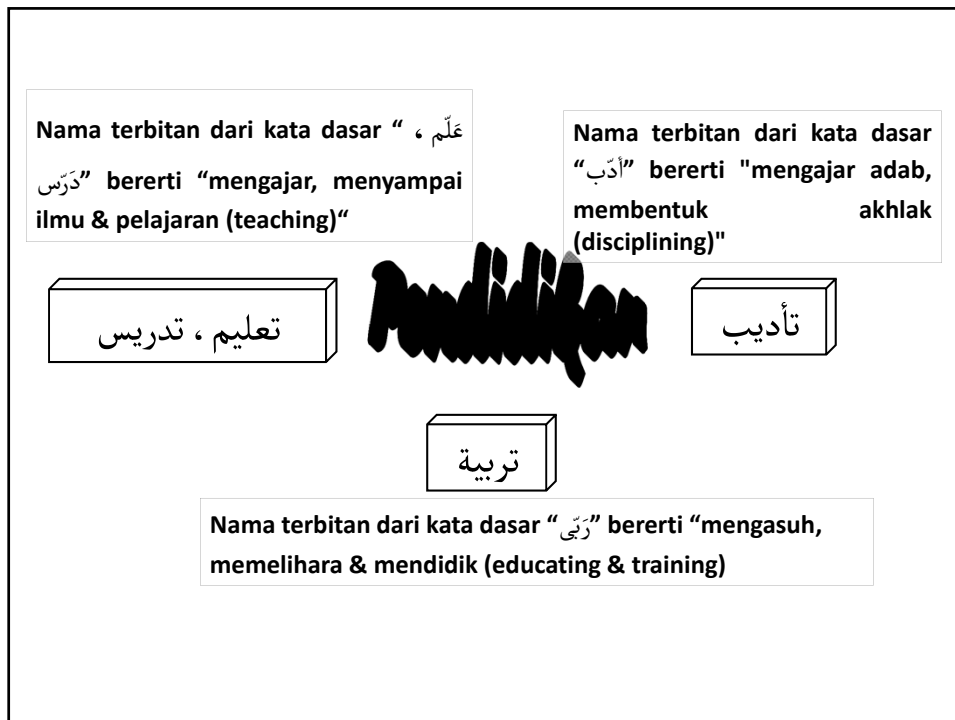 Nama terbitan dari kata dasar “ عَلّم ،
دَرّس” bererti “mengajar, menyampai
ilmu & pelajaran (teaching)“
Nama terbitan dari kata dasar
“أدّب” bererti "mengajar adab,
membentuk akhlak
(disciplining)"
تعليم ، تدريس
Pendidikan
تأديب
تربية
Nama terbitan dari kata dasar “رَبّى” bererti “mengasuh,
memelihara & mendidik (educating & training)